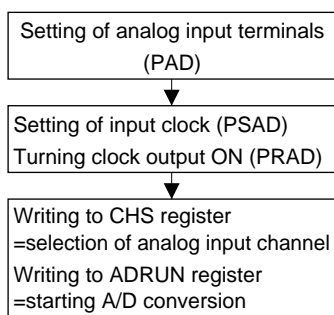 Setting of analog input terminals
(PAD)
Setting of input clock (PSAD)
Turning clock output ON (PRAD)
Writing to CHS register
=selection of analog input channel
Writing to ADRUN register
=starting A/D conversion